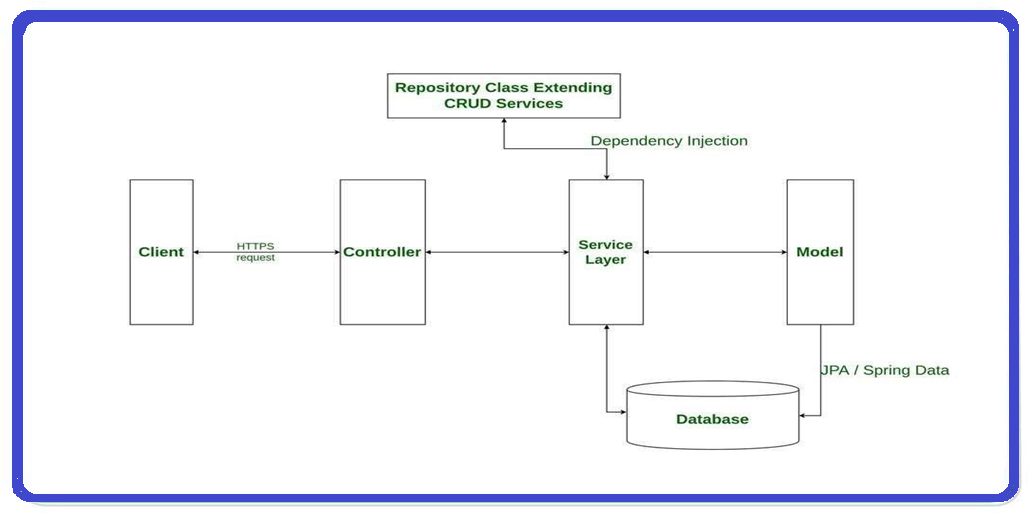 Repository Class Extending
CRUD Services
Dependency Injection
Client
HTTPS
request
Controller
Service
Layer
Model
JPA / Spring Data
Database